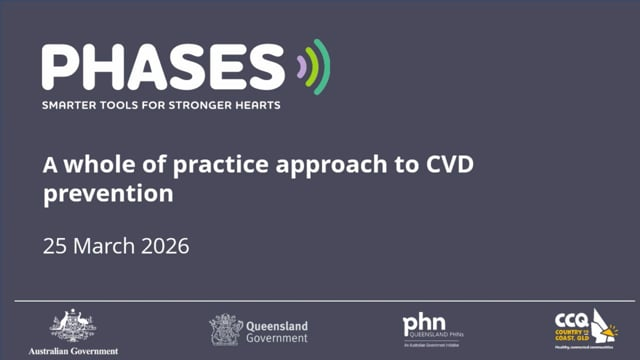 PHASES
SMARTER TOOLS FOR STRONGER HEARTS
A whole of practice approach to CVD
prevention
25 March 2026
Australian Government
Queensland
Government
phn
QUEENSLAND PHNs
An Australian Government Initiative
CCQ
COUNTRY TO
COAST, QLD
Healthy, connected communities